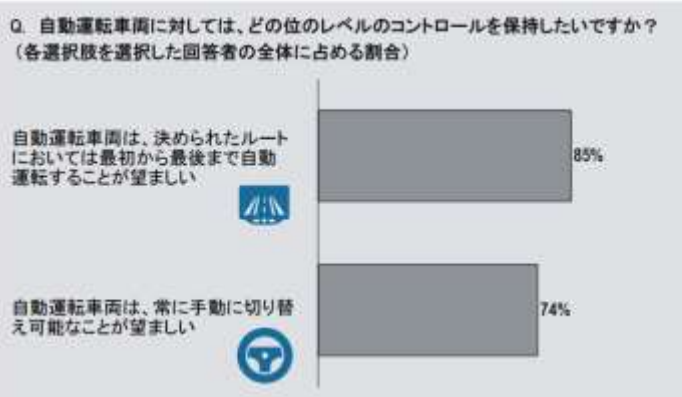 Q. 自動運転車両に対しては、どの位のレベルのコントロールを保持したいですか？
（各選択肢を選択した回答者の全体に占める割合）
自動運転車両は、決められたルート
においては最初から最後まで自動
運転することが望ましい
85%
自動運転車両は、常に手動に切り替
え可能なことが望ましい
74%